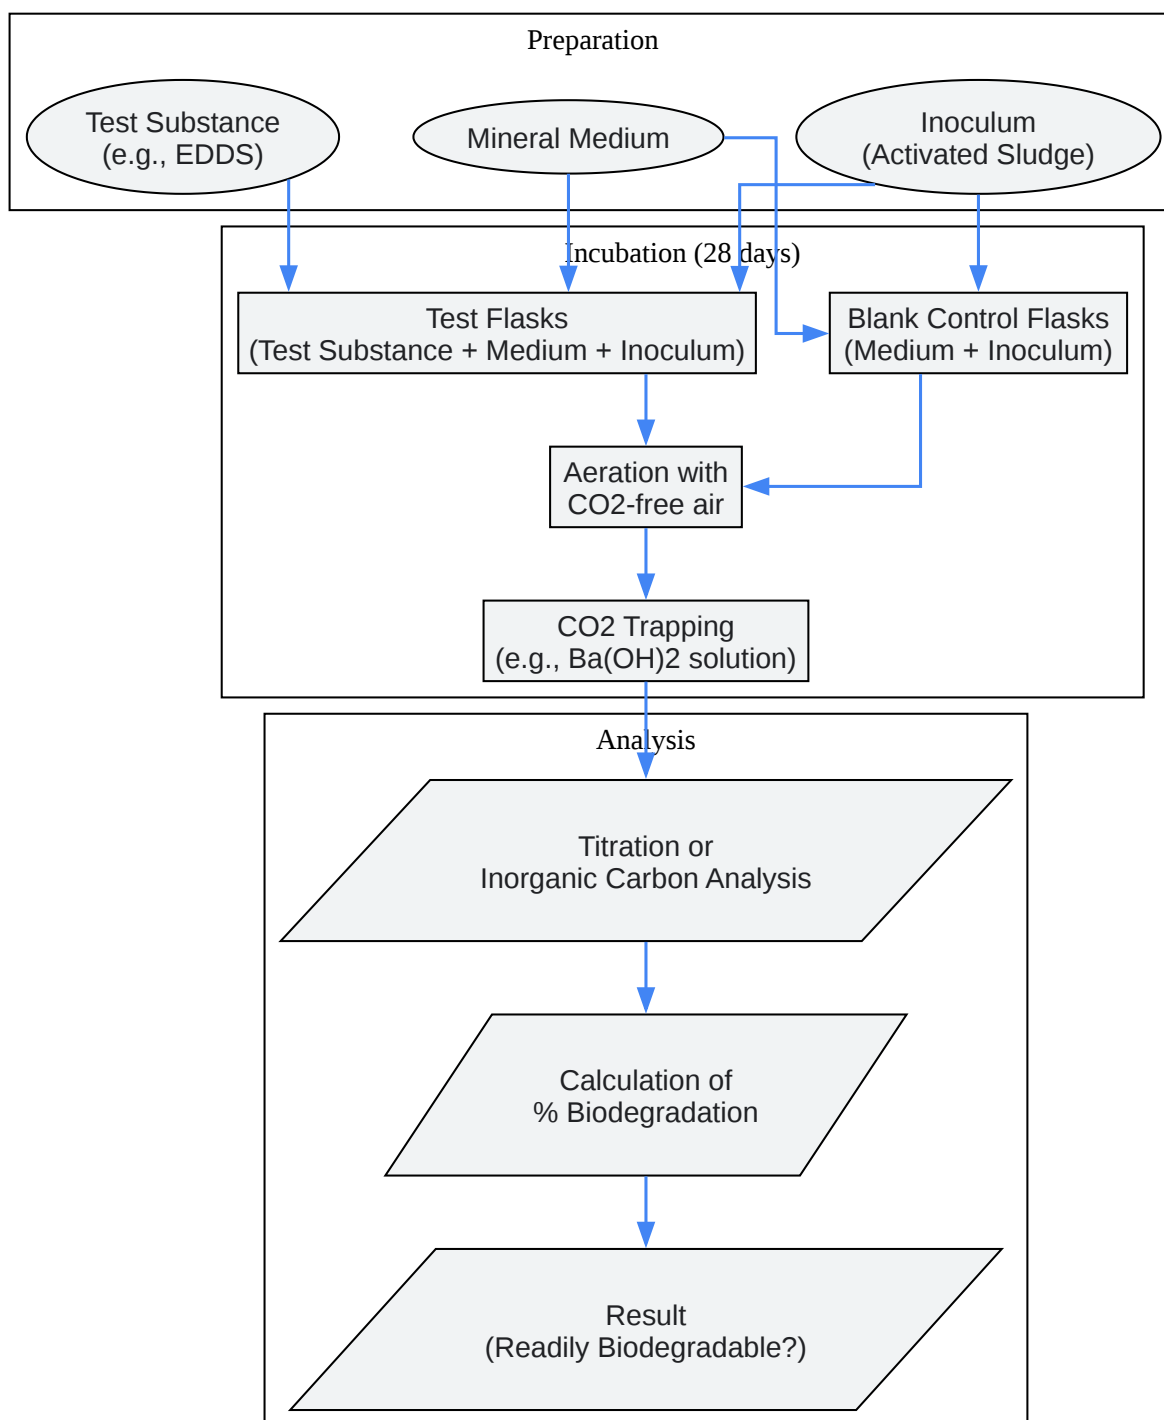 Preparation
Test Substance
(e.g., EDDS)
Mineral Medium
Inoculum
(Activated Sludge)
Incubation (28 days)
Test Flasks
(Test Substance + Medium + Inoculum)
Blank Control Flasks
(Medium + Inoculum)
Aeration with
CO2-free air
CO2 Trapping
(e.g., Ba(OH)2 solution)
Analysis
Titration or
Inorganic Carbon Analysis
Calculation of
% Biodegradation
Result
(Readily Biodegradable?)